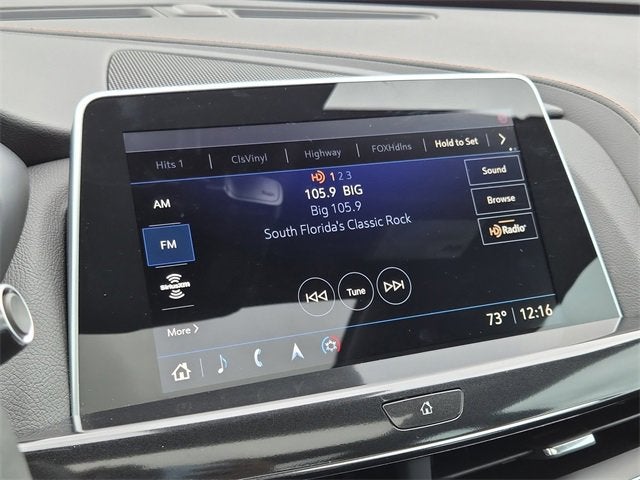 Hits 1 ClsVinyl Highway FOXHdlns Hold to Set
HD 1 2 3
105.9 BIG
Big 105.9
South Florida's Classic Rock
AM
FM
SiriusXM
More
Sound
Browse
HD Radio
Tune
73° 12:16